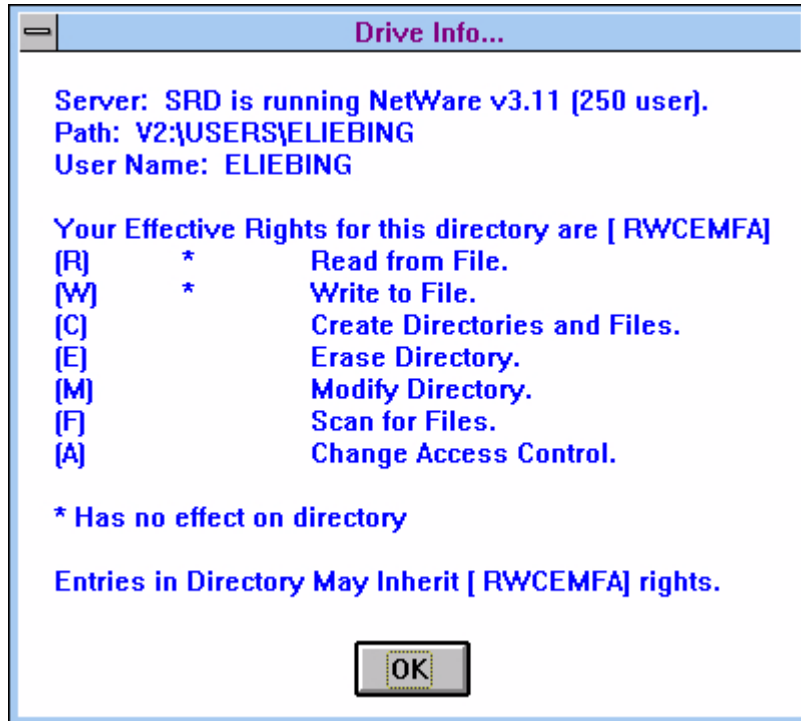 Drive Info...
Server: SRD is running NetWare v3.11 (250 user).
Path: V2:\USERS\ELIEBING
User Name: ELIEBING
Your Effective Rights for this directory are [ RWCEMFA]
(R) * Read from File.
(W) * Write to File.
(C) Create Directories and Files.
(E) Erase Directory.
(M) Modify Directory.
(F) Scan for Files.
(A) Change Access Control.
* Has no effect on directory
Entries in Directory May Inherit [ RWCEMFA] rights.
OK